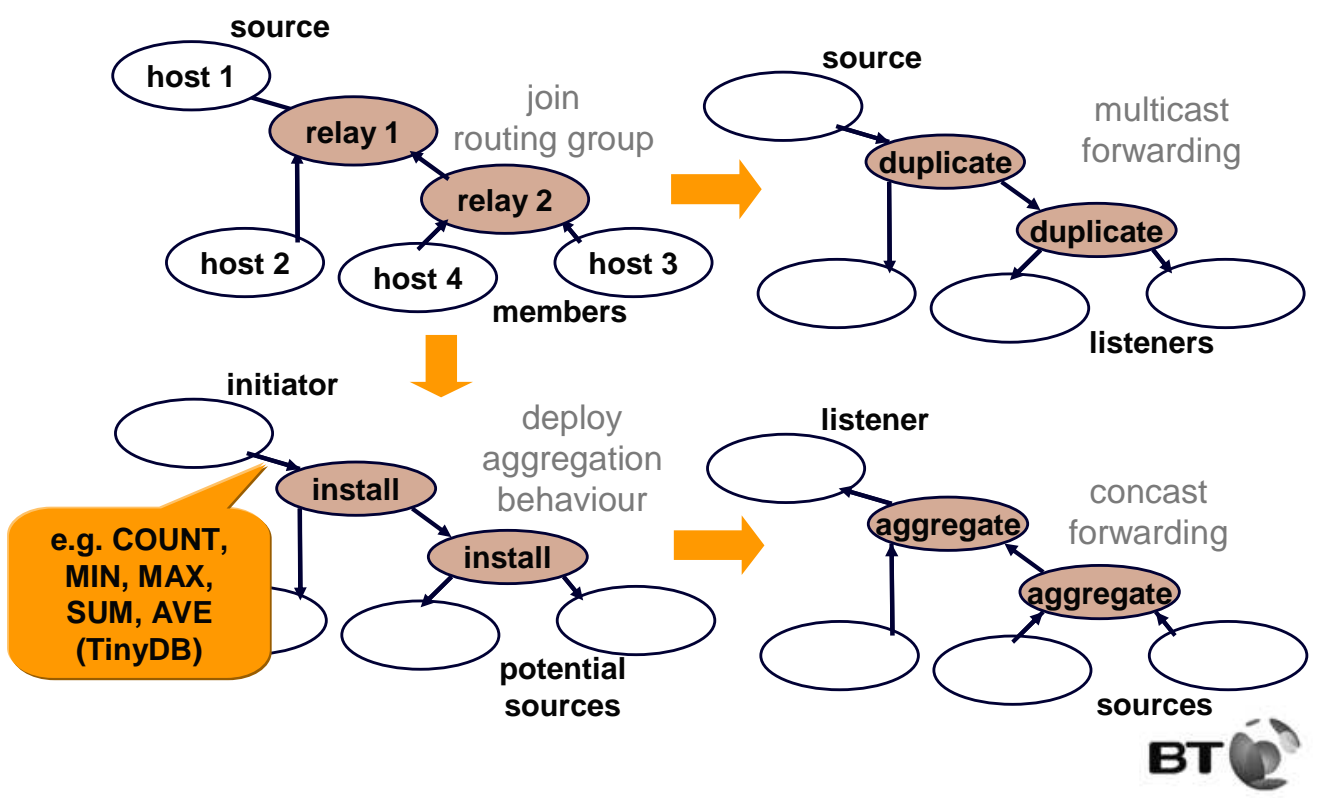 source
host 1
relay 1
join
routing group
relay 2
host 2
host 4
host 3
members
source
duplicate
multicast
forwarding
duplicate
listeners
initiator
install
deploy
aggregation
behaviour
install
e.g. COUNT,
MIN, MAX,
SUM, AVE
(TinyDB)
potential
sources
listener
aggregate
concast
forwarding
aggregate
sources
BT